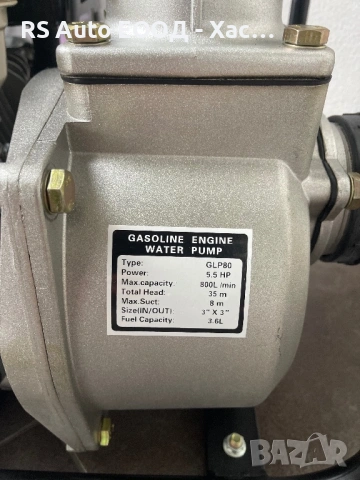 RS Auto ЕООД - Хас...
GASOLINE ENGINE
WATER PUMP
Type: GLP80
Power: 5.5 HP
Max.capacity: 800L /min
Total Head: 35 m
Max.Suct: 8 m
Size(IN/OUT) 3" X 3"
Fuel Capacity: 3.6L
BAZAR